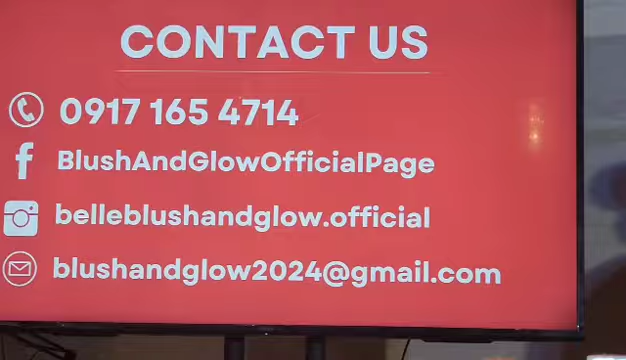 CONTACT US
0917 165 4714
BlushAndGlowOfficialPage
belleblushandglow.official
blushandglow2024@gmail.com